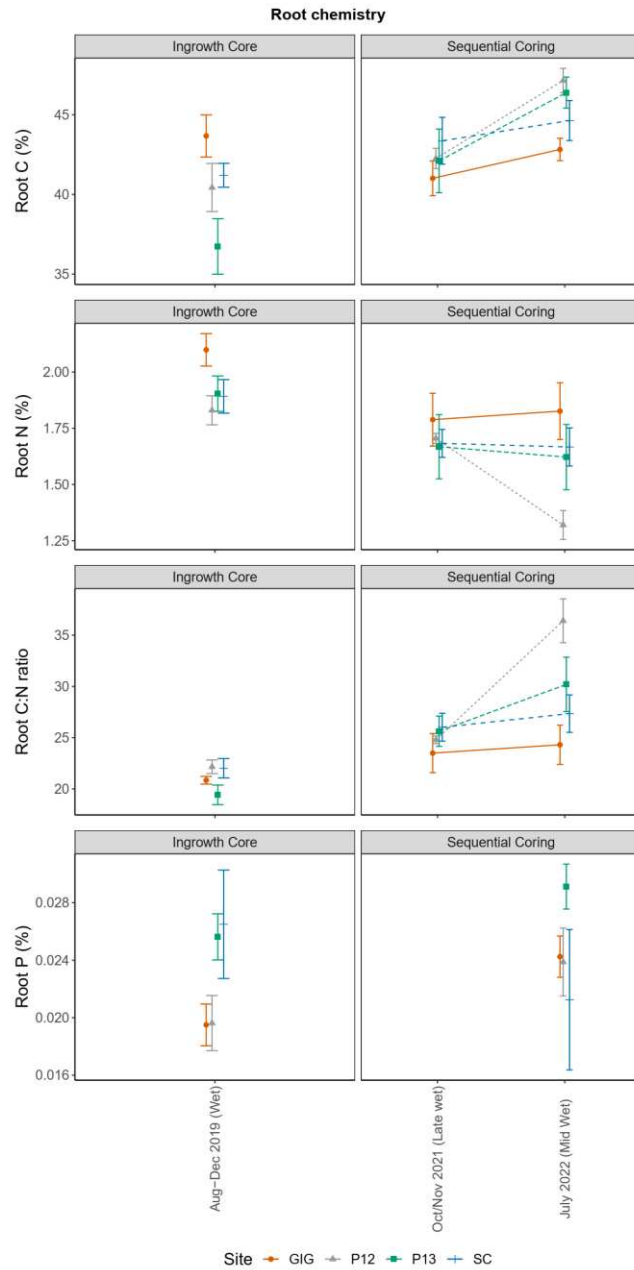 Root chemistry
Ingrowth Core
Sequential Coring
Root C (%)
45
40
35
Ingrowth Core
Sequential Coring
Root N (%)
2.00
1.75
1.50
1.25
Ingrowth Core
Sequential Coring
Root C:N ratio
35
30
25
20
Ingrowth Core
Sequential Coring
Root P (%)
0.028
0.024
0.020
0.016
Aug−Dec 2019 (Wet)
Oct/Nov 2021 (Late wet)
July 2022 (Mid Wet)
Site GIG P12 P13 SC